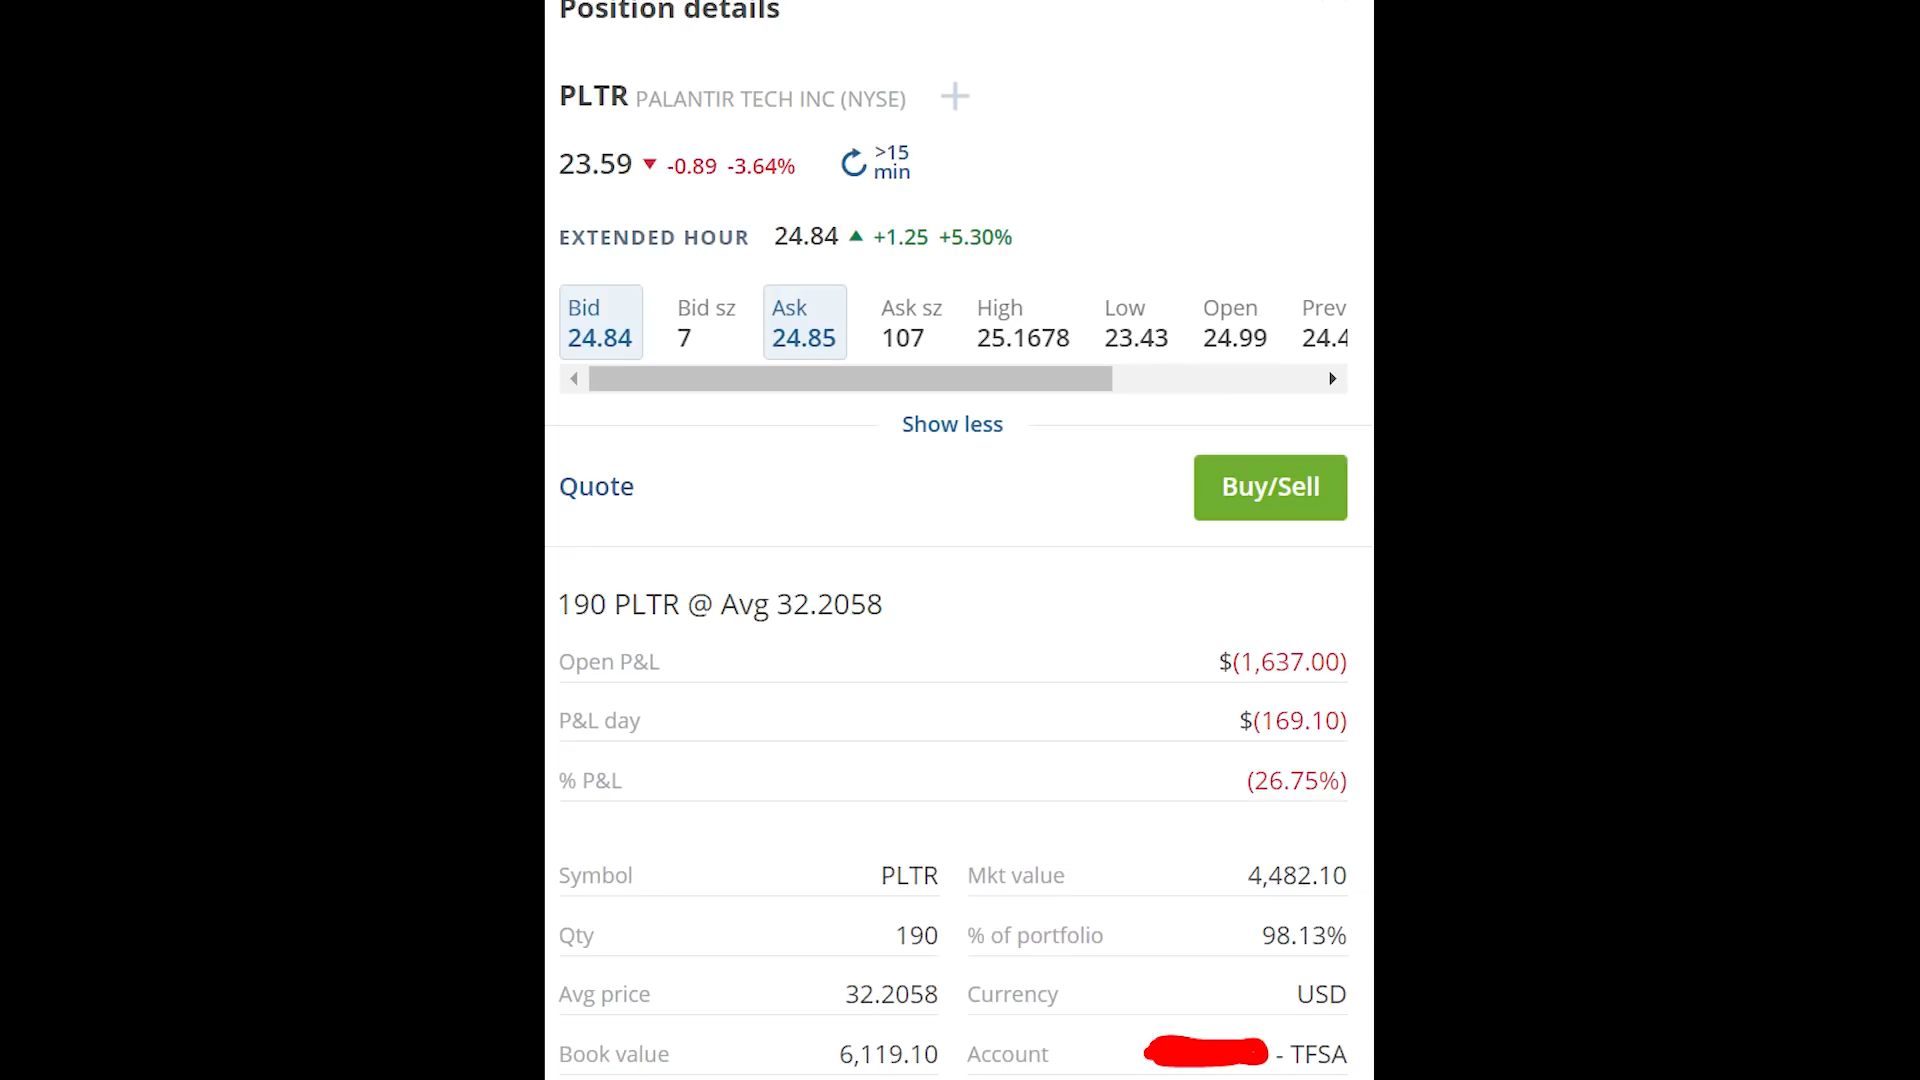 Position details
PLTR PALANTIR TECH INC (NYSE)
23.59 -0.89 -3.64% >15 min
EXTENDED HOUR 24.84 +1.25 +5.30%
Bid Bid sz Ask Ask sz High Low Open Prev
24.84 7 24.85 107 25.1678 23.43 24.99 24.4
Show less
Quote Buy/Sell
190 PLTR @ Avg 32.2058
Open P&L $(1,637.00)
P&L day $(169.10)
% P&L (26.75%)
Symbol PLTR Mkt value 4,482.10
Qty 190 % of portfolio 98.13%
Avg price 32.2058 Currency USD
Book value 6,119.10 Account - TFSA